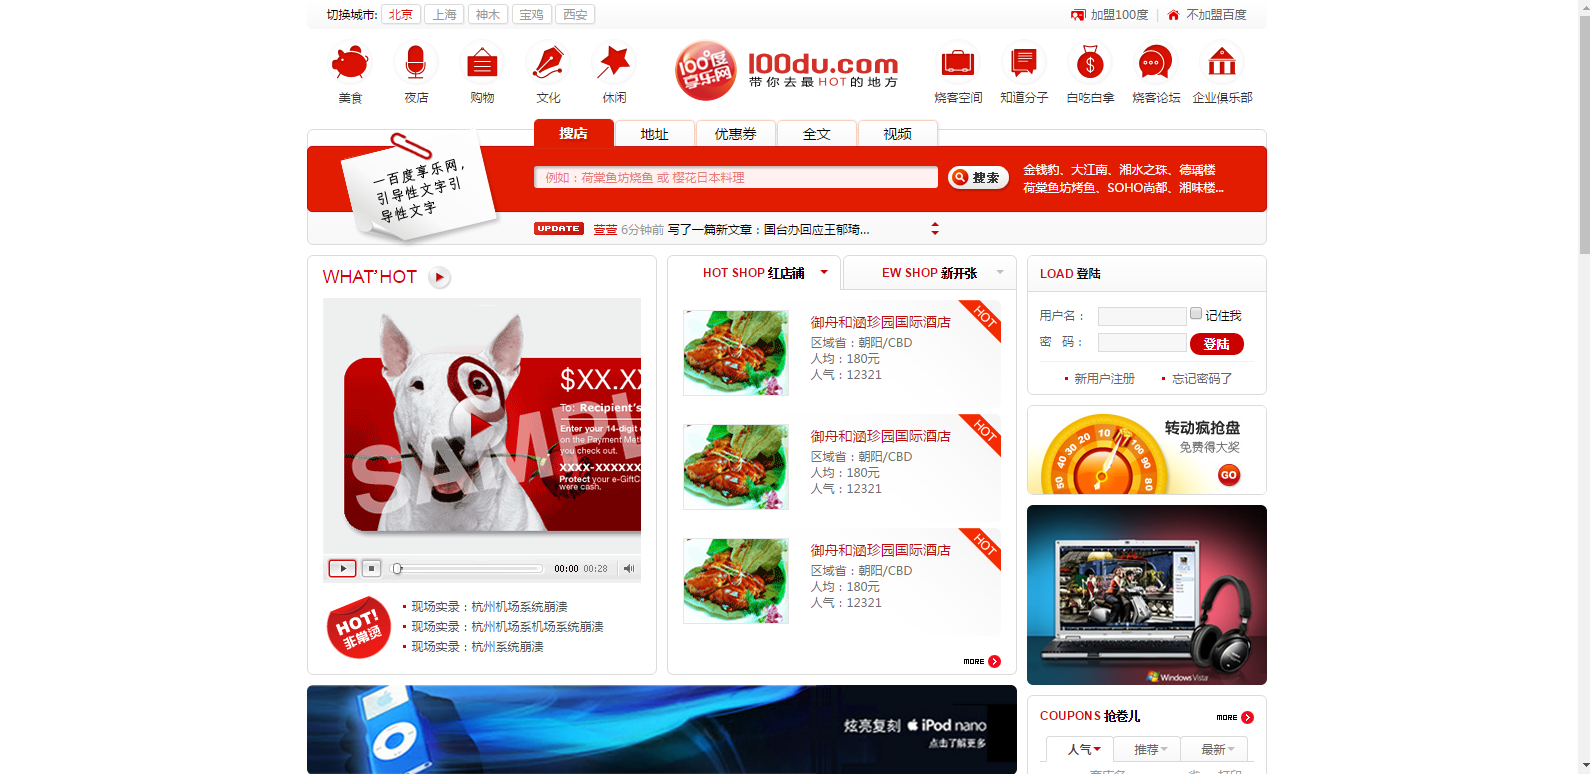 切换城市: 北京 上海 神木 宝鸡 西安
加盟100度 | 不加盟百度
美食 夜店 购物 文化 休闲
100°度 享乐网
100du.com
带你去最HOT的地方
烧客空间 知道分子 白吃白拿 烧客论坛 企业俱乐部
搜店 地址 优惠券 全文 视频
一百度享乐网，
引导性文字引
导性文字
例如：荷棠鱼坊烧鱼 或 樱花日本料理
搜索
金钱豹、大江南、湘水之珠、德瑀楼
荷棠鱼坊烤鱼、SOHO尚都、湘味楼...
UPDATE 萱萱 6分钟前 写了一篇新文章：国台办回应王郁琦...
WHAT'HOT
$XX.XX
To: Recipient's
Enter your 14-digit
on the Payment Met
you check out.
XXXX-XXXXXX
Protect your e-GiftC
were cash.
SAMPL
00:00 00:28
HOT!
非常烫
现场实录：杭州机场系统崩溃
现场实录：杭州机场系机场系统崩溃
现场实录：杭州系统崩溃
HOT SHOP 红店铺
EW SHOP 新开张
HOT
御舟和涵珍园国际酒店
区域省：朝阳/CBD
人均：180元
人气：12321
HOT
御舟和涵珍园国际酒店
区域省：朝阳/CBD
人均：180元
人气：12321
HOT
御舟和涵珍园国际酒店
区域省：朝阳/CBD
人均：180元
人气：12321
MORE
LOAD 登陆
用户名：
记住我
密 码：
登陆
新用户注册 忘记密码了
转动疯抢盘
免费得大奖
GO
50 40 30 20 10 10 80 90 100
Windows Vista
炫亮复刻 iPod nano
点击了解更多
COUPONS 抢卷儿
MORE
人气 推荐 最新